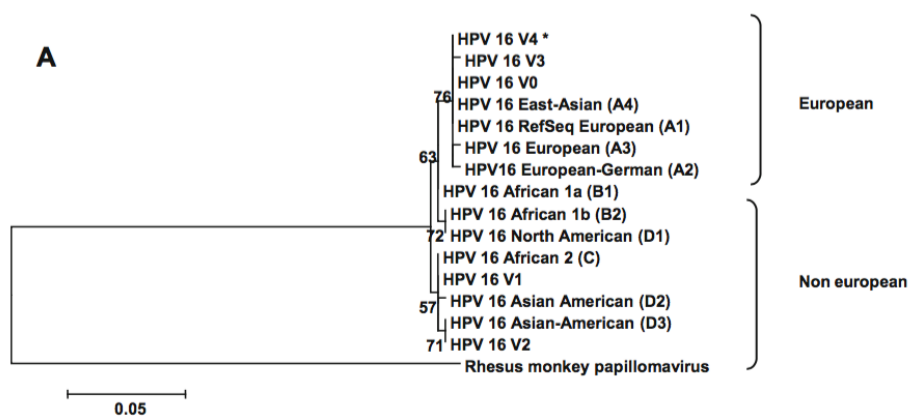 A
HPV 16 V4 *
HPV 16 V3
HPV 16 V0
76
HPV 16 East-Asian (A4)
European
HPV 16 RefSeq European (A1)
HPV 16 European (A3)
63
HPV16 European-German (A2)
HPV 16 African 1a (B1)
HPV 16 African 1b (B2)
72
HPV 16 North American (D1)
HPV 16 African 2 (C)
HPV 16 V1
Non european
HPV 16 Asian American (D2)
57
HPV 16 Asian-American (D3)
71
HPV 16 V2
Rhesus monkey papillomavirus
0.05